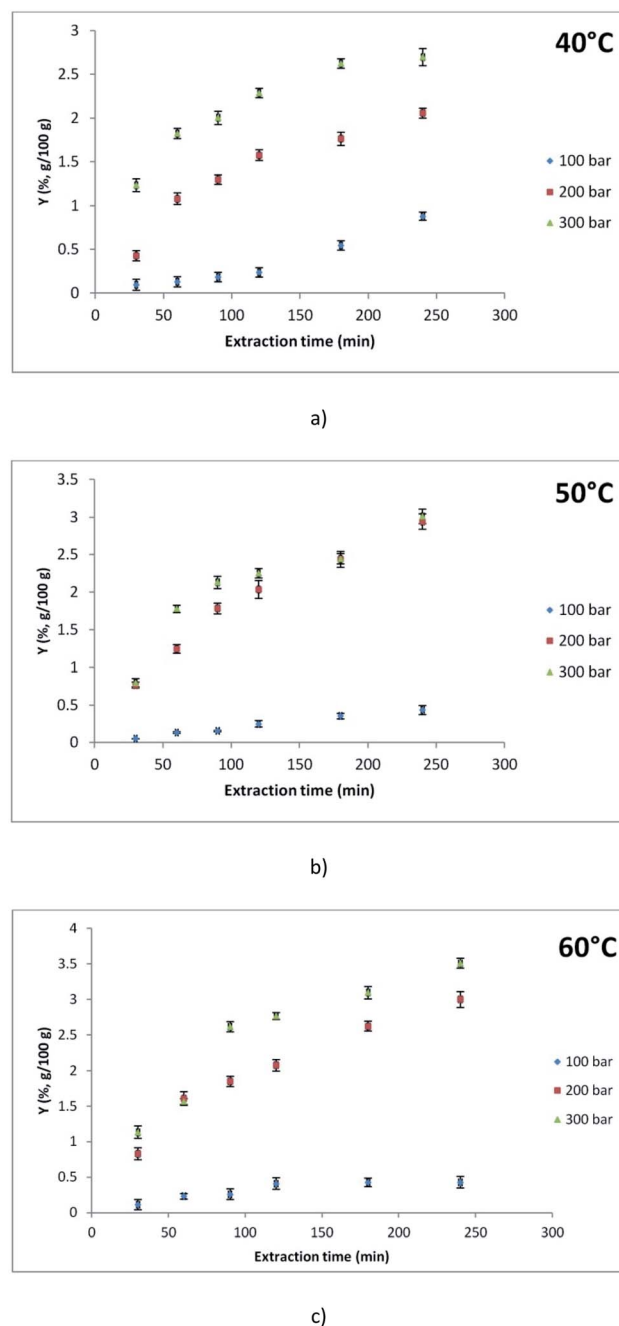 40°C
3
2.5
2
1.5
1
0.5
0
Y (%, g/100 g)
0 50 100 150 200 250 300
Extraction time (min)
100 bar
200 bar
300 bar
a)
50°C
3.5
3
2.5
2
1.5
1
0.5
0
Y (%, g/100 g)
0 50 100 150 200 250 300
Extraction time (min)
100 bar
200 bar
300 bar
b)
60°C
4
3.5
3
2.5
2
1.5
1
0.5
0
Y (%, g/100 g)
0 50 100 150 200 250 300
Extraction time (min)
100 bar
200 bar
300 bar
c)